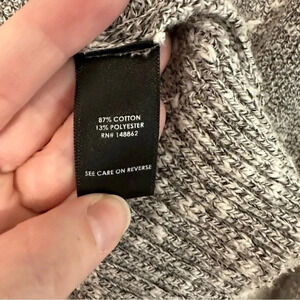 87% COTTON
13% POLYESTER
RN# 148862
SEE CARE ON REVERSE